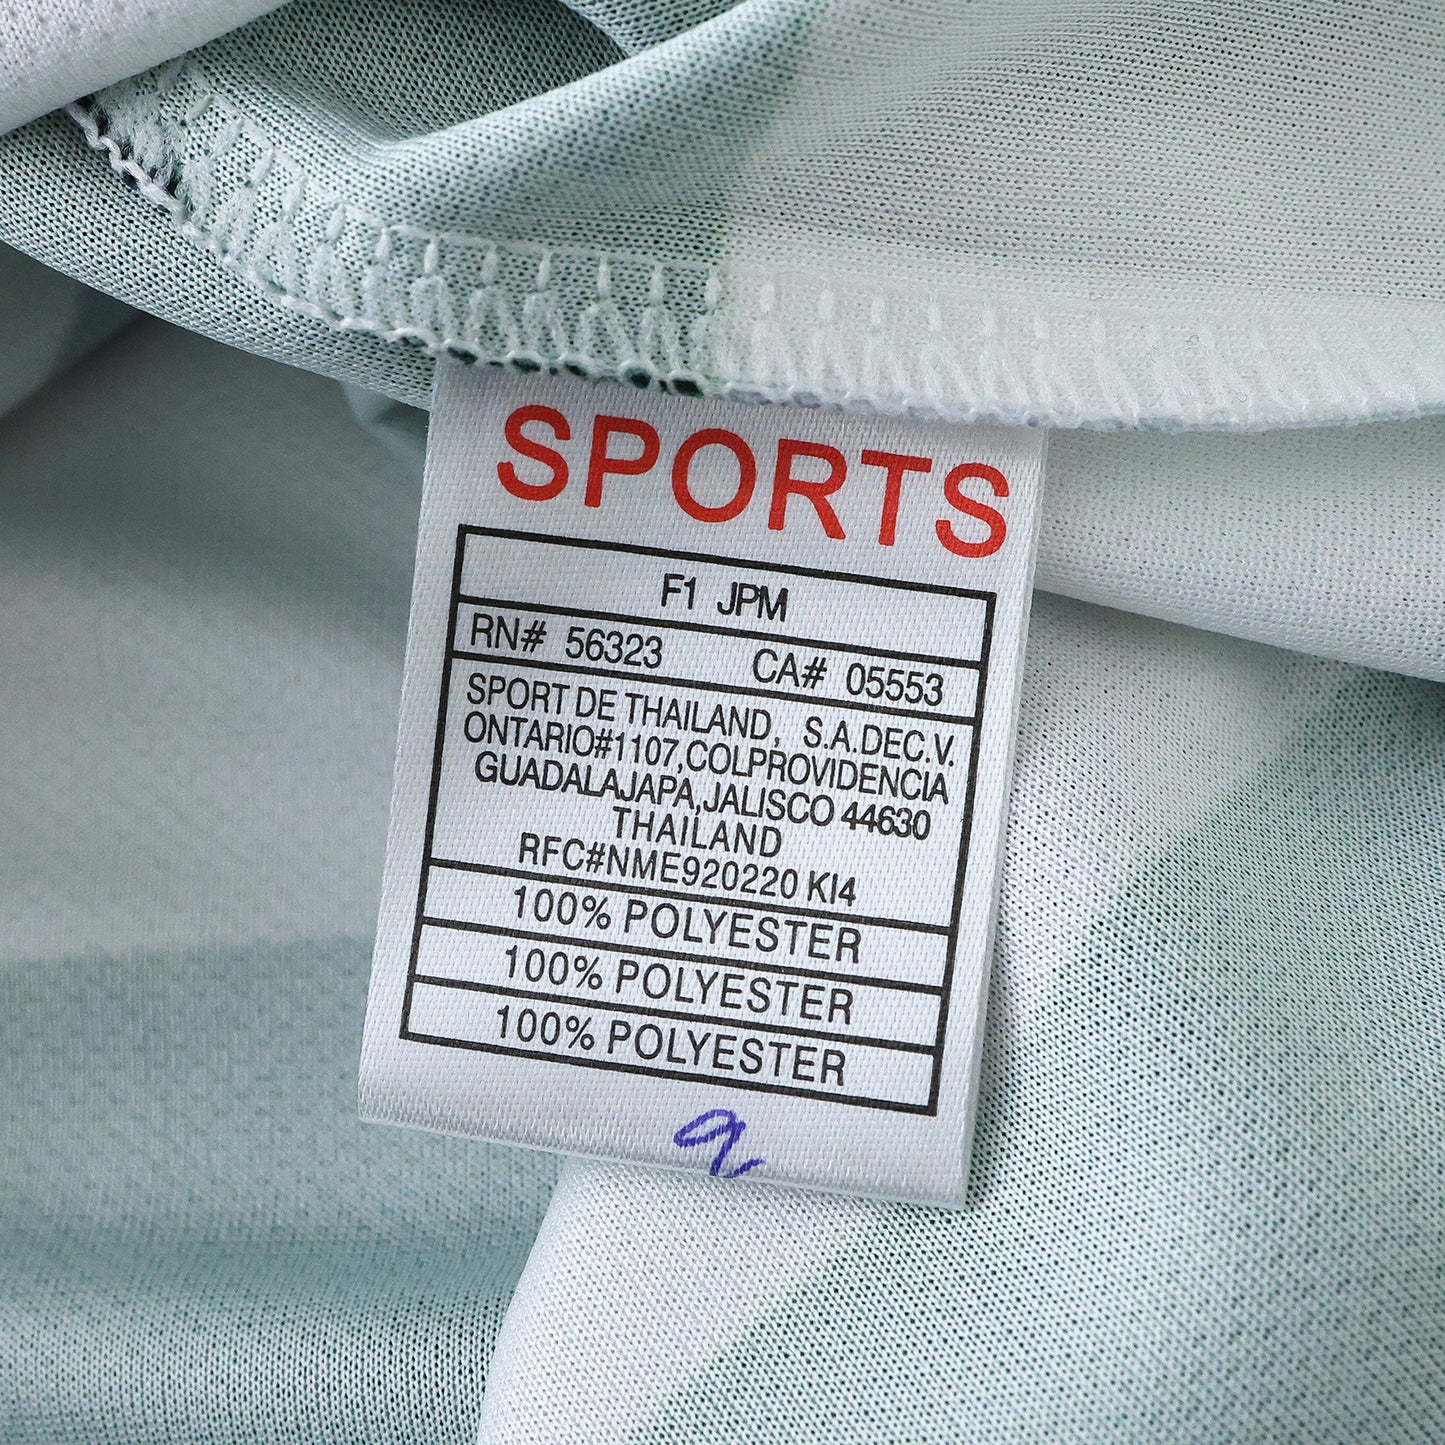 SPORTS
F1 JPM
RN# 56323 CA# 05553
SPORT DE THAILAND, S.A.DEC.V.
ONTARIO#1107,COLPROVIDENCIA
GUADALAJAPA,JALISCO 44630
THAILAND
RFC#NME920220 KI4
100% POLYESTER
100% POLYESTER
100% POLYESTER